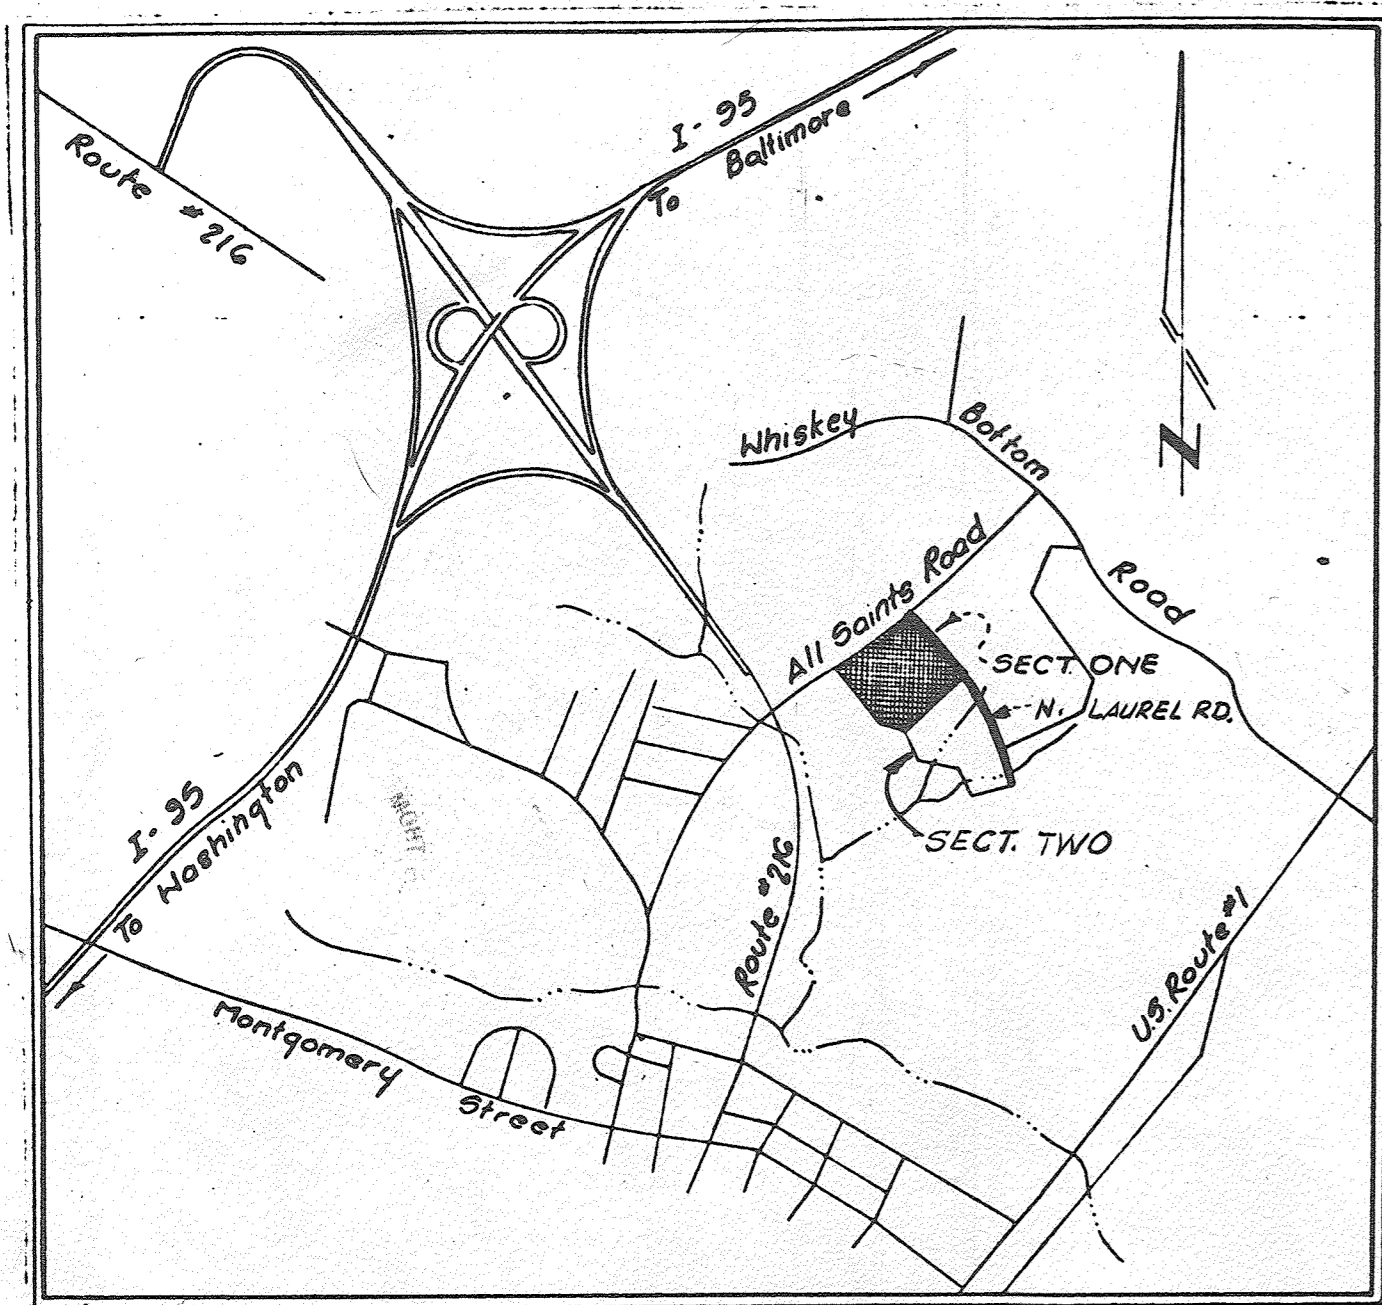 I-95
To Baltimore
Route #216
Whiskey Bottom Road
N
All Saints Road
SECT. ONE
N. LAUREL RD.
SECT. TWO
I-95
To Washington
Route #216
U.S. Route #1
Montgomery Street